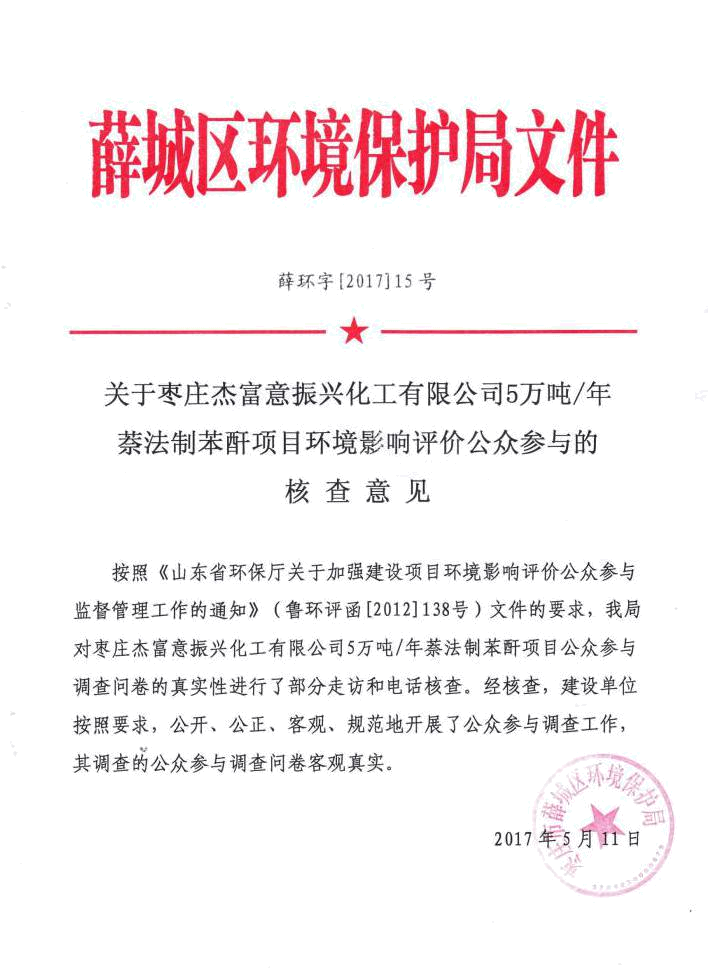 薛城区环境保护局文件
薛环字[2017]15号
关于枣庄杰富意振兴化工有限公司5万吨/年
萘法制苯酐项目环境影响评价公众参与的
核查意见
按照《山东省环保厅关于加强建设项目环境影响评价公众参与
监督管理工作的通知》（鲁环评函[2012]138号）文件的要求，我局
对枣庄杰富意振兴化工有限公司5万吨/年萘法制苯酐项目公众参与
调查问卷的真实性进行了部分走访和电话核查。经核查，建设单位
按照要求，公开、公正、客观、规范地开展了公众参与调查工作，
其调查的公众参与调查问卷客观真实。
枣庄市薛城区环境保护局
2017年5月11日